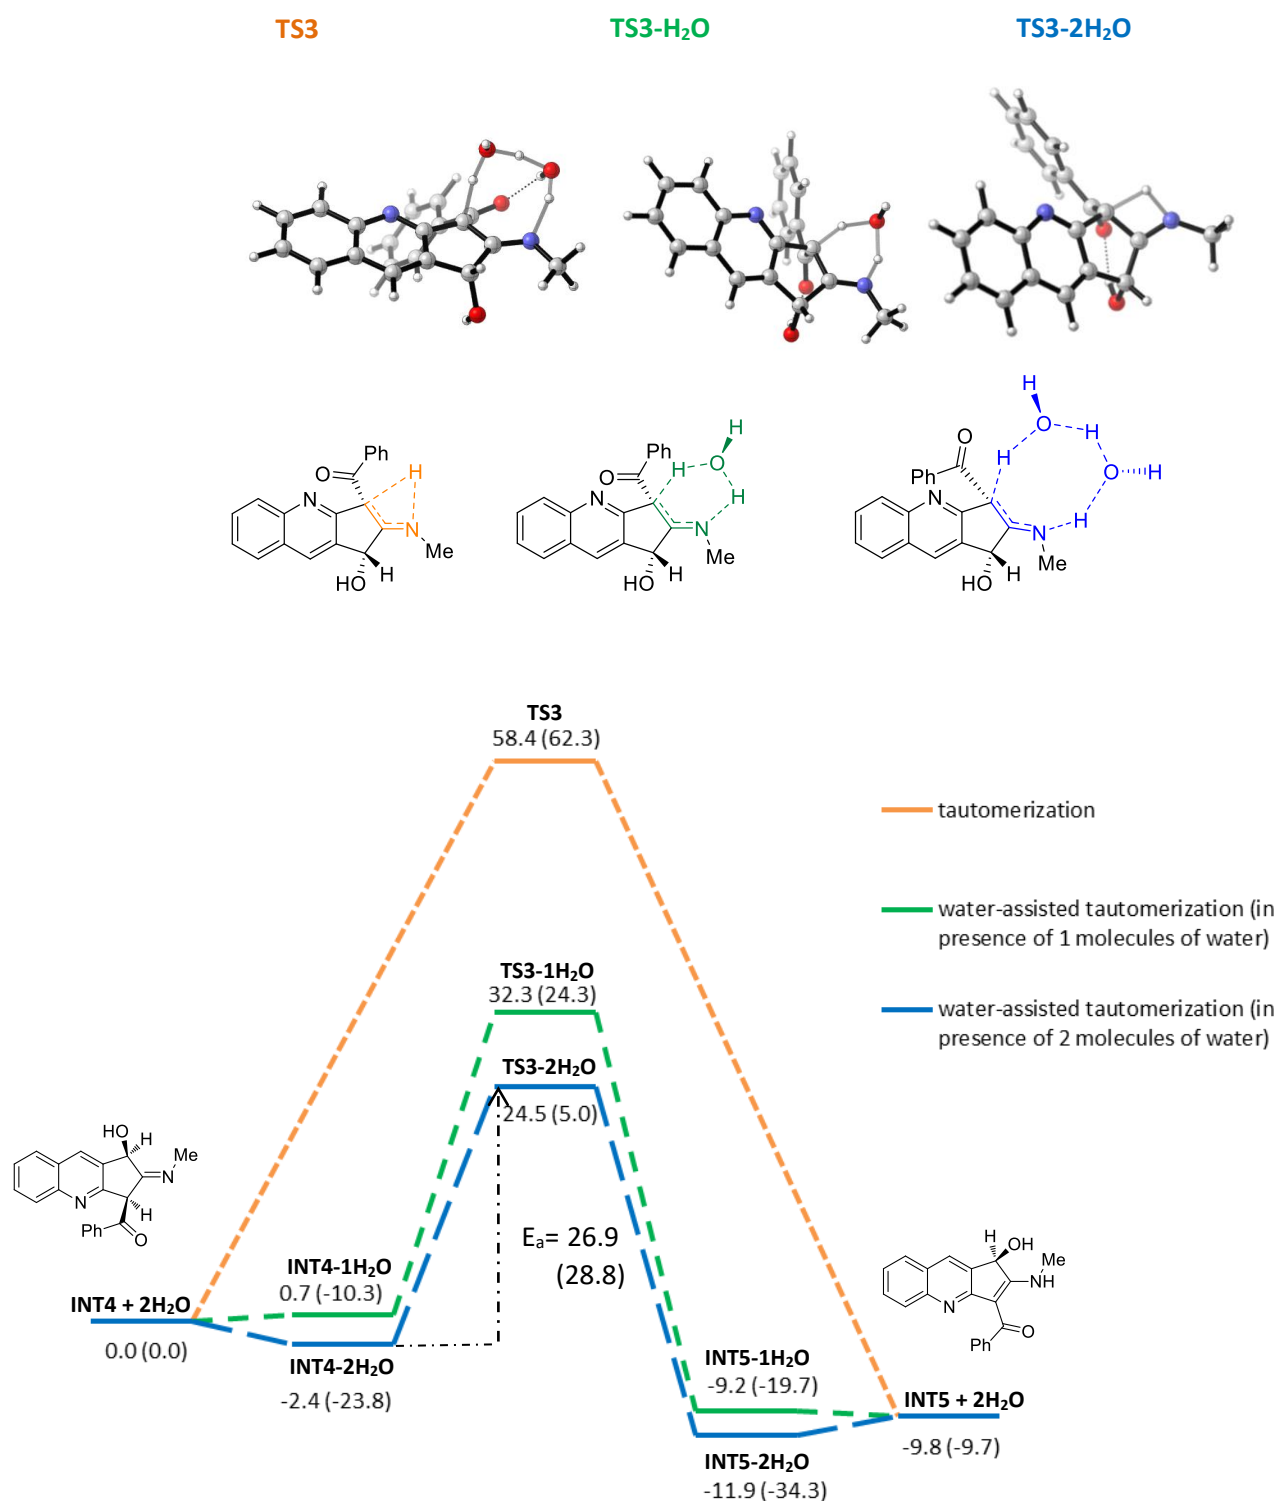 TS3
TS3-H₂O
TS3-2H₂O
Ph
O
H
N
N
Me
HO
H
Ph
O
H
O
H
H
N
N
Me
HO
H
H
O
H
O
H
O
H
Ph
N
N
H
Me
HO
H
TS3
58.4 (62.3)
tautomerization
water-assisted tautomerization (in
presence of 1 molecules of water)
TS3-1H₂O
32.3 (24.3)
water-assisted tautomerization (in
presence of 2 molecules of water)
TS3-2H₂O
24.5 (5.0)
HO
H
Me
N
N
H
Ph
O
Eₐ= 26.9
(28.8)
H
OH
Me
NH
N
Ph
O
INT4-1H₂O
0.7 (-10.3)
INT4 + 2H₂O
0.0 (0.0)
INT4-2H₂O
-2.4 (-23.8)
INT5-1H₂O
-9.2 (-19.7)
INT5 + 2H₂O
-9.8 (-9.7)
INT5-2H₂O
-11.9 (-34.3)